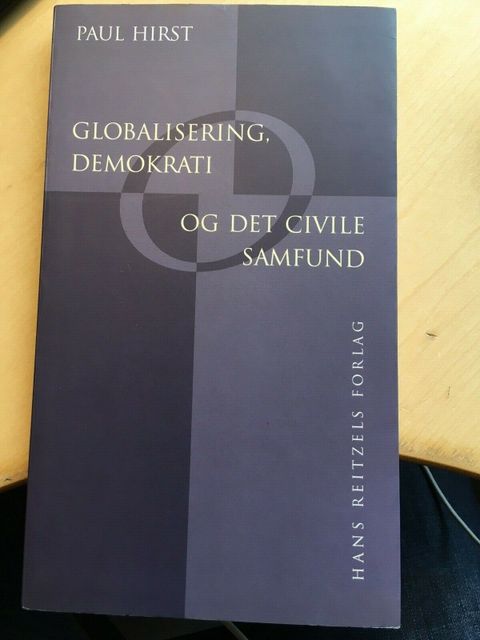 PAUL HIRST
GLOBALISERING,
DEMOKRATI
OG DET CIVILE
SAMFUND
HANS REITZELS FORLAG